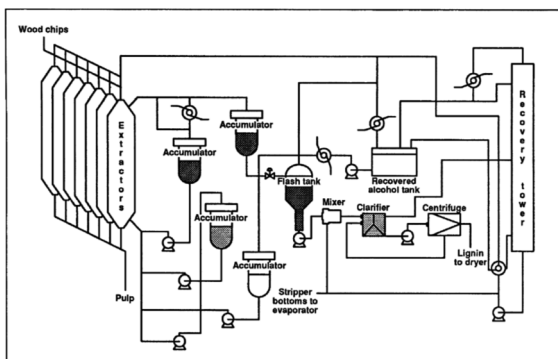 Wood chips
Extractors
Accumulator
Accumulator
Accumulator
Accumulator
Flash tank
Recovered
alcohol tank
Recovery tower
Mixer
Clarifier
Centrifuge
Lignin
to dryer
Stripper
bottoms to
evaporator
Pulp